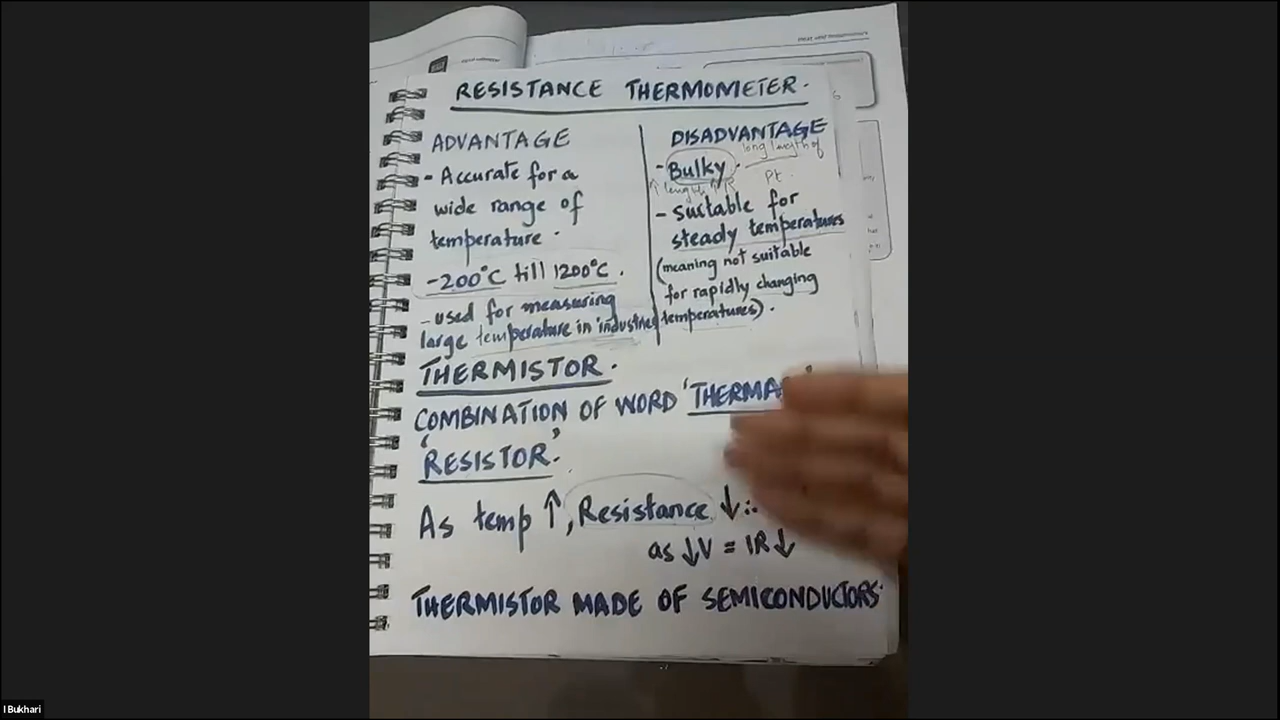 RESISTANCE THERMOMETER.
ADVANTAGE
- Accurate for a
wide range of
temperature.
-200°C till 1200°C.
- used for measuring
large temperature in industries
DISADVANTAGE
- Bulky. long length of
Pt.
↑ length ↑ R
- suitable for
steady temperatures
(meaning not suitable
for rapidly changing
temperatures).
THERMISTOR.
COMBINATION OF WORD 'THERMA
'RESISTOR'.
As temp ↑, Resistance ↓ ∴
as ↓V = IR↓
THERMISTOR MADE OF SEMICONDUCTORS.
I Bukhari